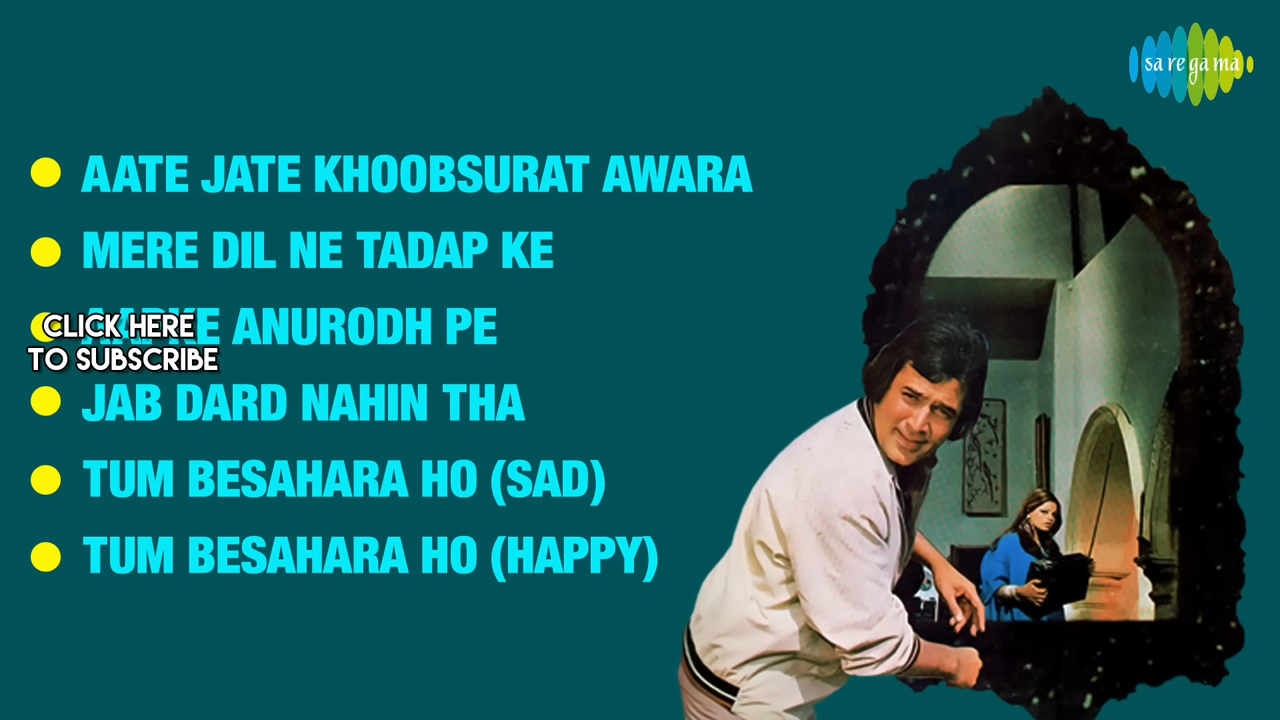 sa re ga ma
AATE JATE KHOOBSURAT AWARA
MERE DIL NE TADAP KE
AAPKE ANURODH PE
CLICK HERE
TO SUBSCRIBE
JAB DARD NAHIN THA
TUM BESAHARA HO (SAD)
TUM BESAHARA HO (HAPPY)